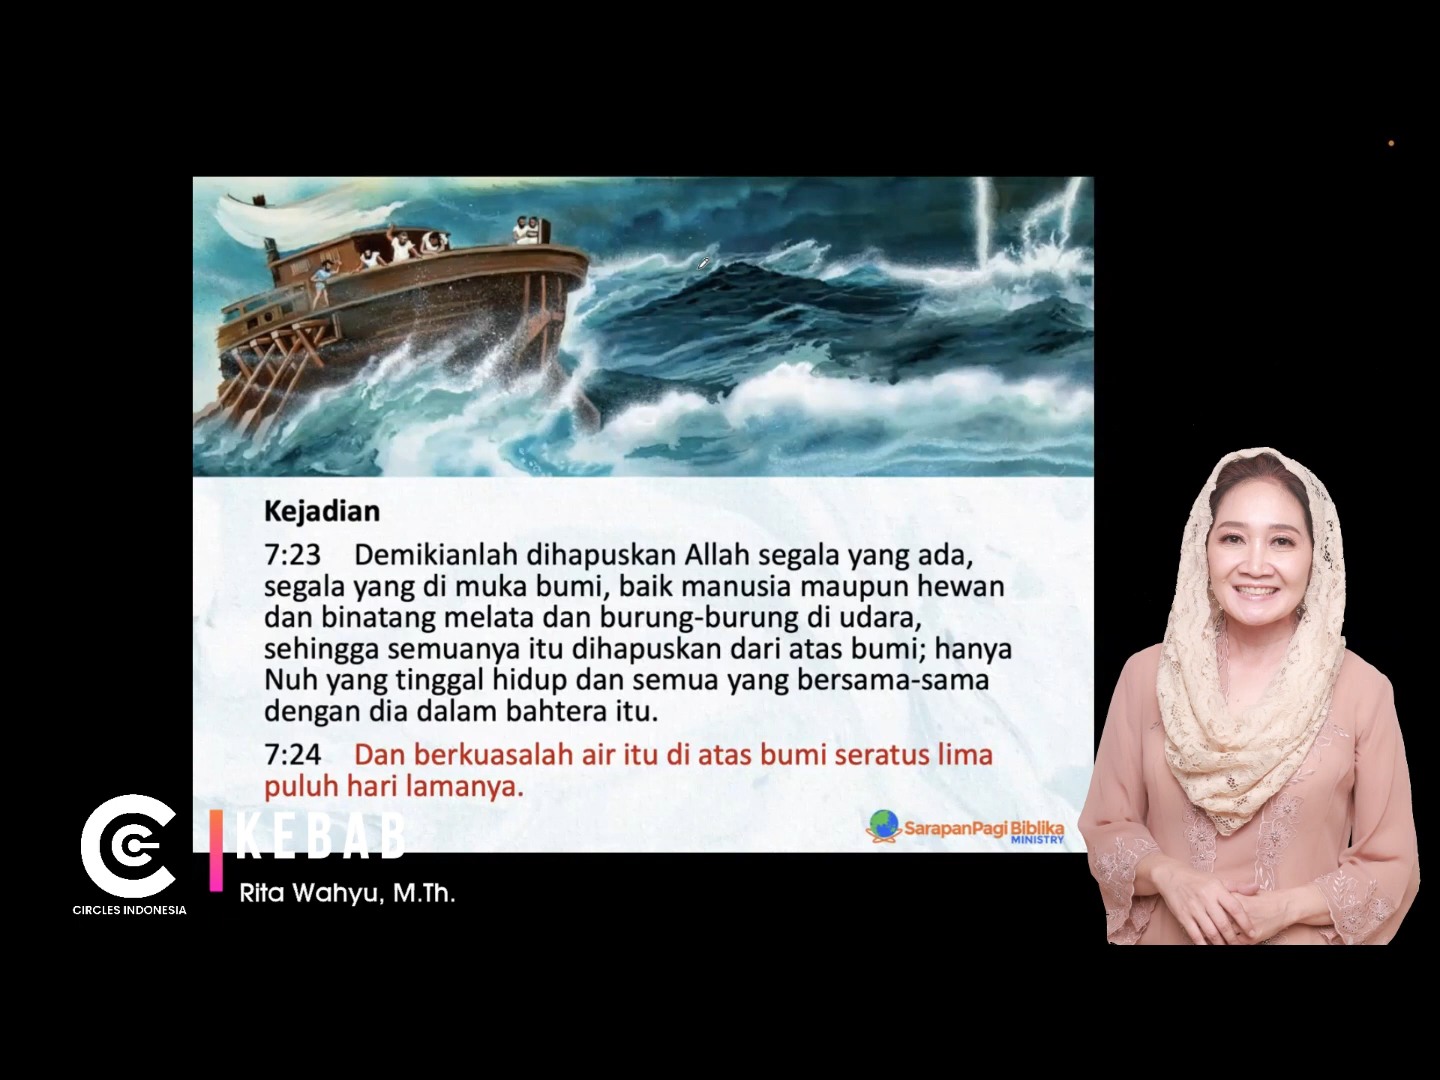 Kejadian
7:23 Demikianlah dihapuskan Allah segala yang ada,
segala yang di muka bumi, baik manusia maupun hewan
dan binatang melata dan burung-burung di udara,
sehingga semuanya itu dihapuskan dari atas bumi; hanya
Nuh yang tinggal hidup dan semua yang bersama-sama
dengan dia dalam bahtera itu.
7:24 Dan berkuasalah air itu di atas bumi seratus lima
puluh hari lamanya.
SarapanPagi Biblika
MINISTRY
KEBAB
Rita Wahyu, M.Th.
CIRCLES INDONESIA